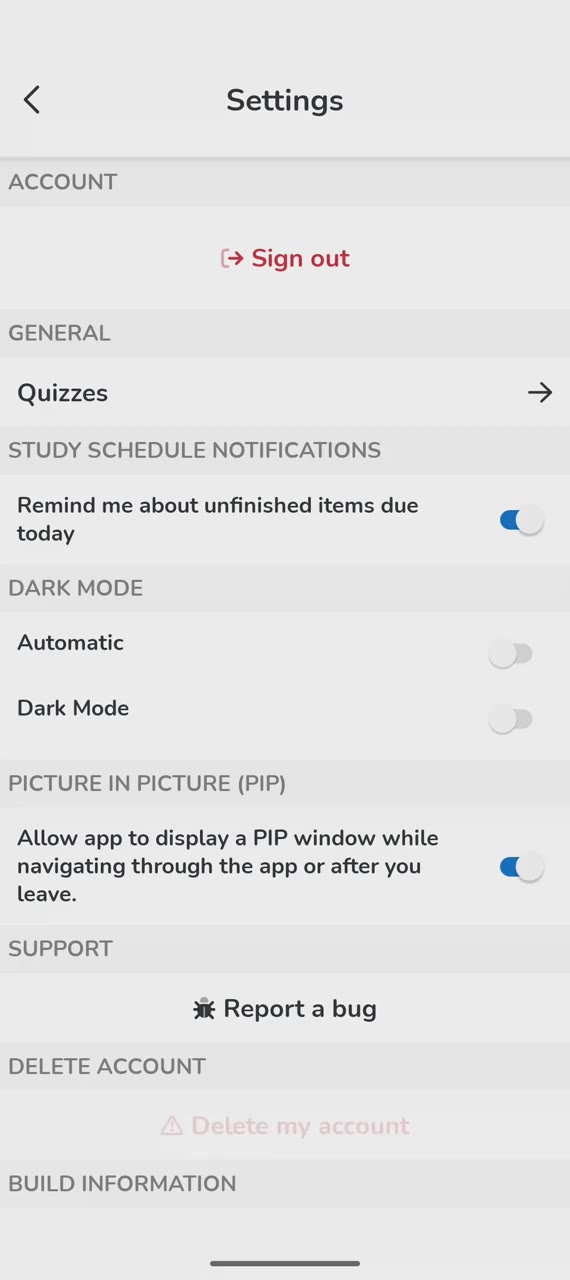 Settings
ACCOUNT
Sign out
GENERAL
Quizzes
STUDY SCHEDULE NOTIFICATIONS
Remind me about unfinished items due
today
DARK MODE
Automatic
Dark Mode
PICTURE IN PICTURE (PIP)
Allow app to display a PIP window while
navigating through the app or after you
leave.
SUPPORT
Report a bug
DELETE ACCOUNT
Delete my account
BUILD INFORMATION